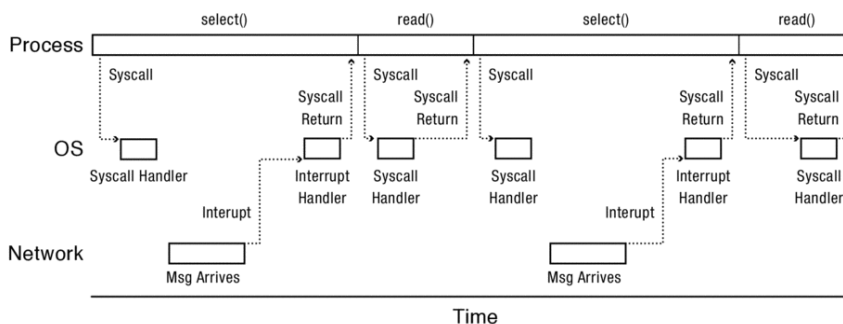 select() read() select() read()
Process
Syscall Syscall Syscall Syscall
Syscall Return
Syscall Return
Syscall Return
Syscall Return
OS
Syscall Handler
Interrupt Handler
Syscall Handler
Syscall Handler
Interrupt Handler
Syscall Handler
Interupt Interupt
Network
Msg Arrives Msg Arrives
Time